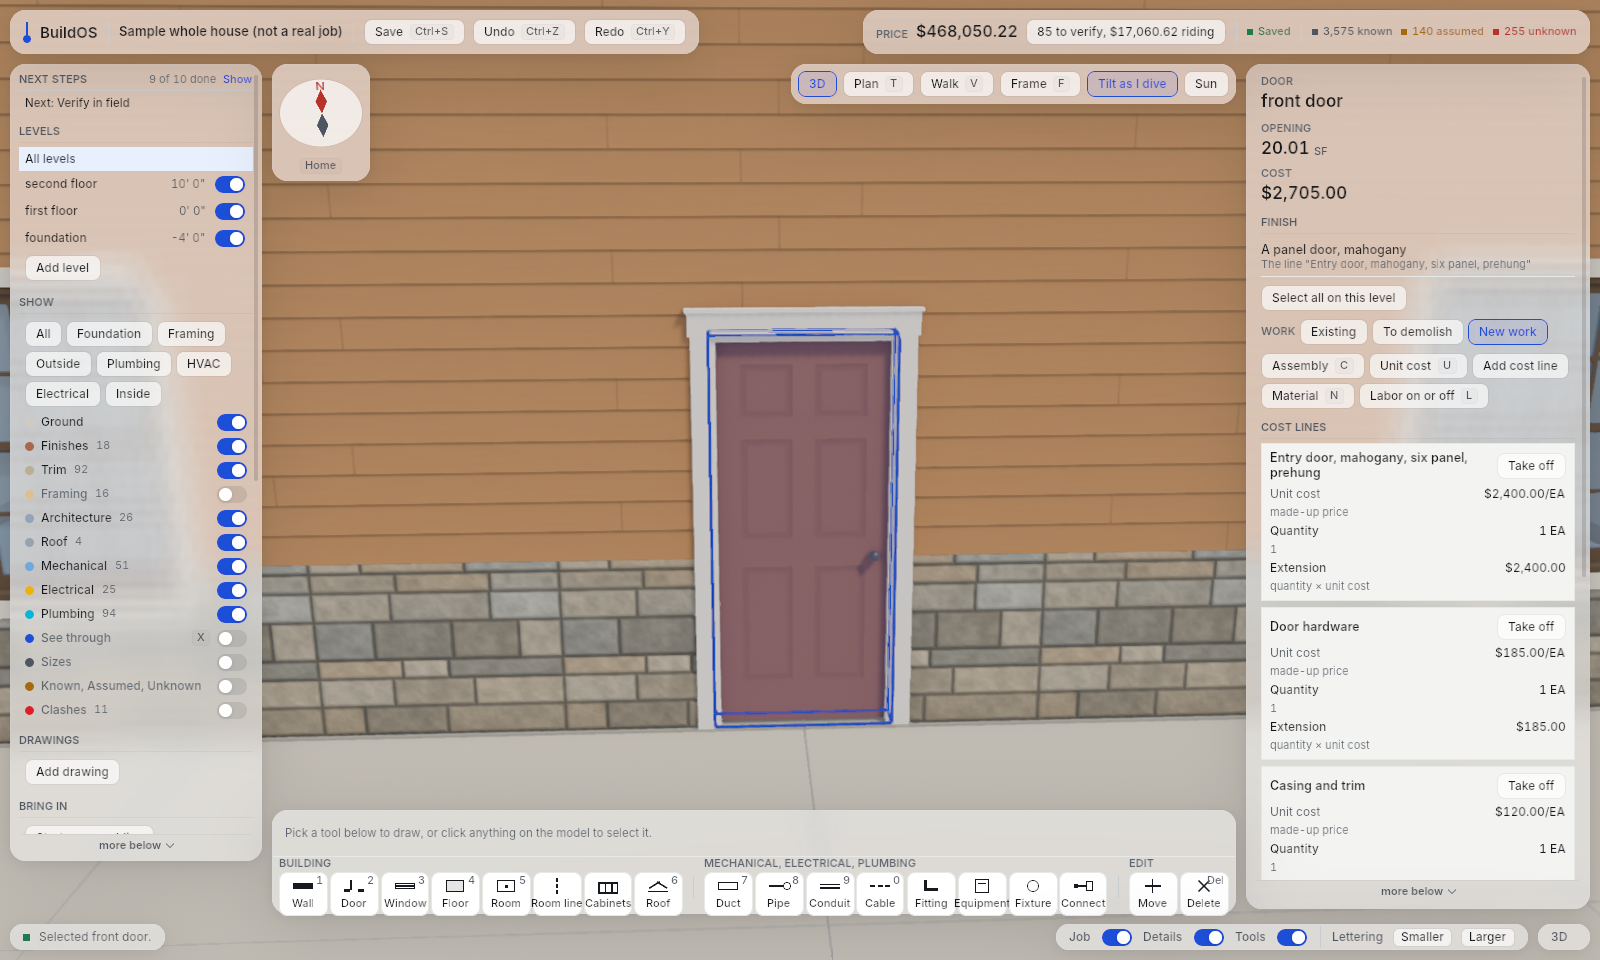 BuildOS
Sample whole house (not a real job)
Save Ctrl+S
Undo Ctrl+Z
Redo Ctrl+Y
PRICE $468,050.22
85 to verify, $17,060.62 riding
Saved
3,575 known
140 assumed
255 unknown
NEXT STEPS 9 of 10 done Show
Next: Verify in field
LEVELS
All levels
second floor 10' 0"
first floor 0' 0"
foundation -4' 0"
Add level
SHOW
All Foundation Framing
Outside Plumbing HVAC
Electrical Inside
Ground
Finishes 18
Trim 92
Framing 16
Architecture 26
Roof 4
Mechanical 51
Electrical 25
Plumbing 94
See through X
Sizes
Known, Assumed, Unknown
Clashes 11
DRAWINGS
Add drawing
BRING IN
more below
N
Home
3D
Plan T
Walk V
Frame F
Tilt as I dive
Sun
DOOR
front door
OPENING
20.01 SF
COST
$2,705.00
FINISH
A panel door, mahogany
The line "Entry door, mahogany, six panel, prehung"
Select all on this level
WORK Existing To demolish New work
Assembly C Unit cost U Add cost line
Material N Labor on or off L
COST LINES
Entry door, mahogany, six panel, prehung Take off
Unit cost $2,400.00/EA
made-up price
Quantity 1 EA
1
Extension $2,400.00
quantity × unit cost
Door hardware Take off
Unit cost $185.00/EA
made-up price
Quantity 1 EA
1
Extension $185.00
quantity × unit cost
Casing and trim Take off
Unit cost $120.00/EA
made-up price
Quantity 1 EA
1
more below
Pick a tool below to draw, or click anything on the model to select it.
BUILDING
Wall 1
Door 2
Window 3
Floor 4
Room 5
Room line
Cabinets
Roof 6
MECHANICAL, ELECTRICAL, PLUMBING
Duct 7
Pipe 8
Conduit 9
Cable 0
Fitting
Equipment
Fixture
Connect
EDIT
Move
Delete Del
Selected front door.
Job Details Tools Lettering Smaller Larger 3D